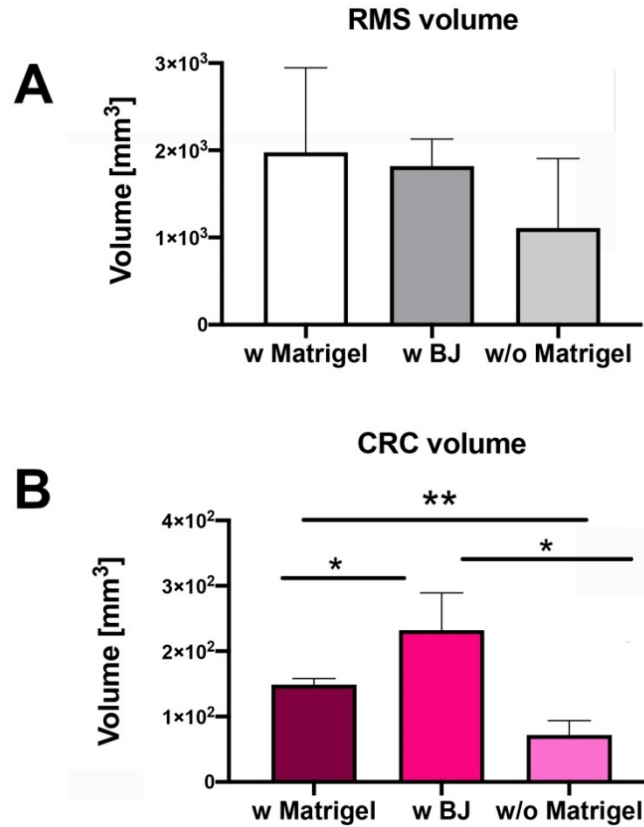 A
RMS volume
Volume [mm³]
3×10³
2×10³
1×10³
0
w Matrigel
w BJ
w/o Matrigel
B
CRC volume
Volume [mm³]
4×10²
3×10²
2×10²
1×10²
0
**
*
*
w Matrigel
w BJ
w/o Matrigel